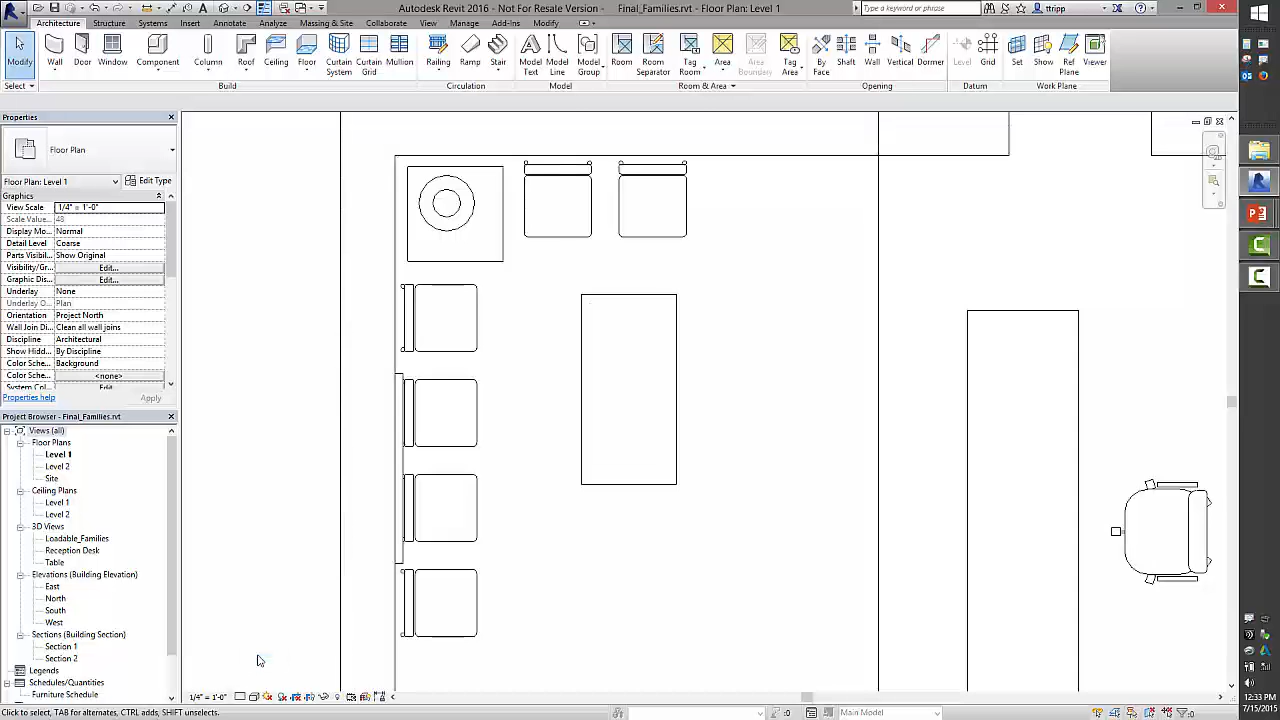 Autodesk Revit 2016 - Not For Resale Version - Final_Families.rvt - Floor Plan: Level 1
Type a keyword or phrase
ttripp
Architecture Structure Systems Insert Annotate Analyze Massing & Site Collaborate View Manage Add-Ins Modify
Modify Wall Door Window Component Column Roof Ceiling Floor Curtain System Curtain Grid Mullion Railing Ramp Stair Model Text Model Line Model Group Room Room Separator Tag Room Area Area Boundary Tag Area By Face Shaft Wall Vertical Dormer Level Grid Set Show Ref Plane Viewer
Select Build Circulation Model Room & Area Opening Datum Work Plane
Properties
Floor Plan
Floor Plan: Level 1 Edit Type
Graphics
View Scale 1/4" = 1'-0"
Scale Value... 48
Display Mo... Normal
Detail Level Coarse
Parts Visibil... Show Original
Visibility/Gr... Edit...
Graphic Dis... Edit...
Underlay None
Underlay O... Plan
Orientation Project North
Wall Join Di... Clean all wall joins
Discipline Architectural
Show Hidd... By Discipline
Color Sche... Background
Color Sche... <none>
System Col... Edit
Properties help Apply
Project Browser - Final_Families.rvt
Views (all)
Floor Plans
Level 1
Level 2
Site
Ceiling Plans
Level 1
Level 2
3D Views
Loadable_Families
Reception Desk
Table
Elevations (Building Elevation)
East
North
South
West
Sections (Building Section)
Section 1
Section 2
Legends
Schedules/Quantities
Furniture Schedule
1/4" = 1'-0"
Click to select, TAB for alternates, CTRL adds, SHIFT unselects.
:0
Main Model
:0
12:33 PM
7/15/2015